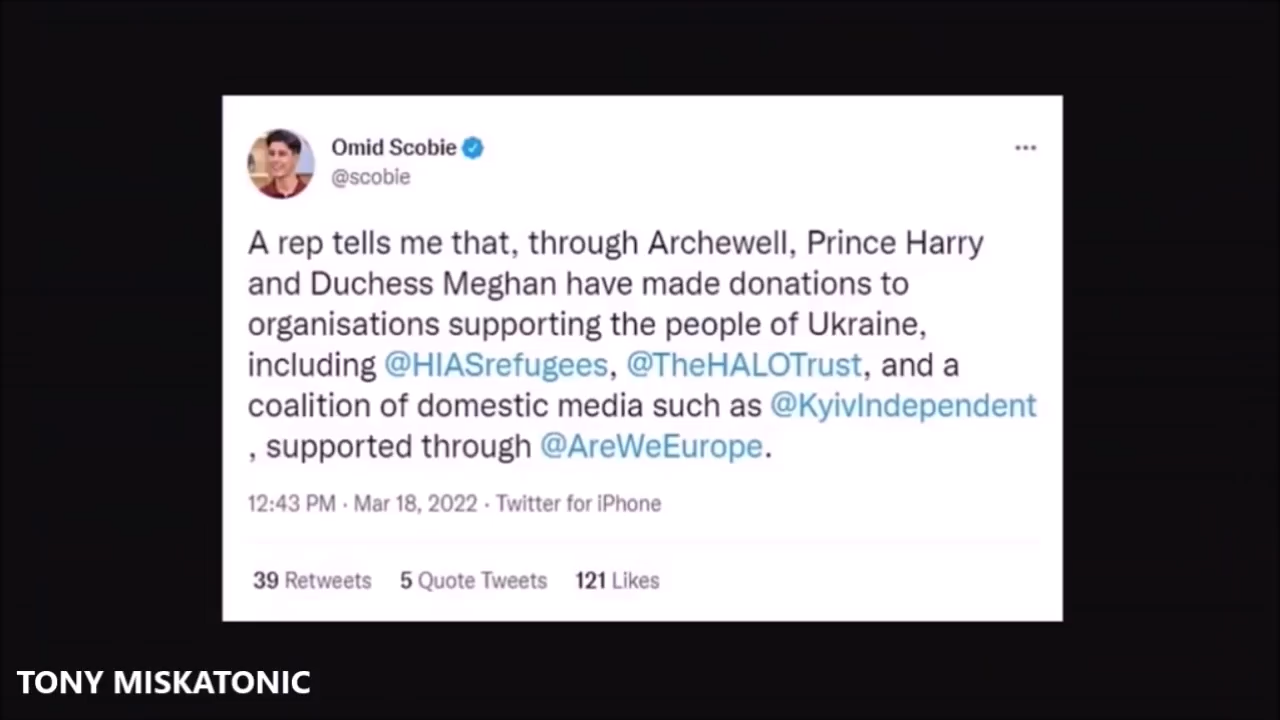 Omid Scobie
@scobie
A rep tells me that, through Archewell, Prince Harry
and Duchess Meghan have made donations to
organisations supporting the people of Ukraine,
including @HIASrefugees, @TheHALOTrust, and a
coalition of domestic media such as @KyivIndependent
, supported through @AreWeEurope.
12:43 PM · Mar 18, 2022 · Twitter for iPhone
39 Retweets 5 Quote Tweets 121 Likes
TONY MISKATONIC